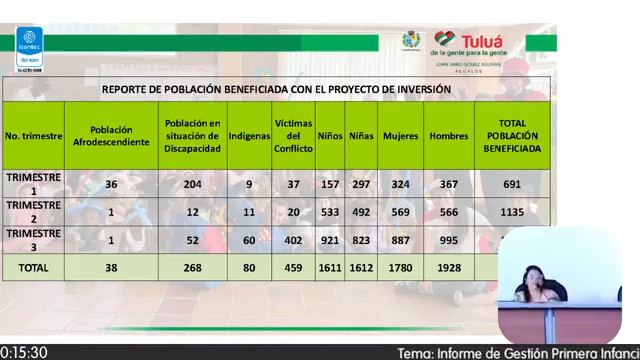 icontec
ISO 9001
SC-CER519488
Tuluá
de la gente para la gente
JOHN JAIRO GÓMEZ AGUIRRE
ALCALDE
REPORTE DE POBLACIÓN BENEFICIADA CON EL PROYECTO DE INVERSIÓN
No. trimestre Población Afrodescendiente Población en situación de Discapacidad Indígenas Víctimas del Conflicto Niños Niñas Mujeres Hombres TOTAL POBLACIÓN BENEFICIADA
TRIMESTRE 1 36 204 9 37 157 297 324 367 691
TRIMESTRE 2 1 12 11 20 533 492 569 566 1135
TRIMESTRE 3 1 52 60 402 921 823 887 995
TOTAL 38 268 80 459 1611 1612 1780 1928
0:15:30
Tema: Informe de Gestión Primera Infanci